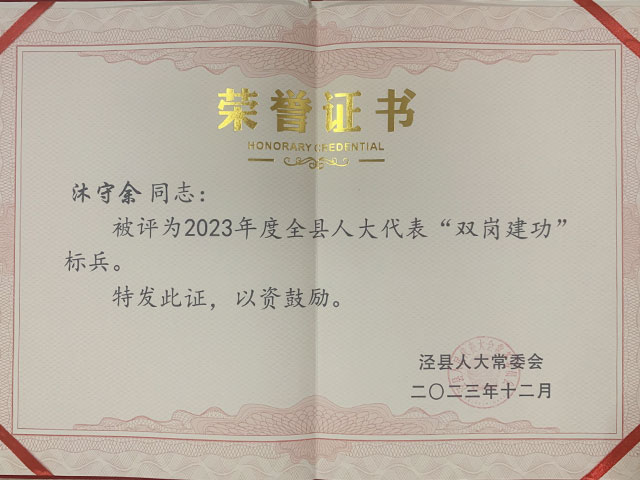 荣誉证书
HONORARY CREDENTIAL
沐守余同志：
被评为2023年度全县人大代表“双岗建功”
标兵。
特发此证，以资鼓励。
泾县人大常委会
二〇二三年十二月